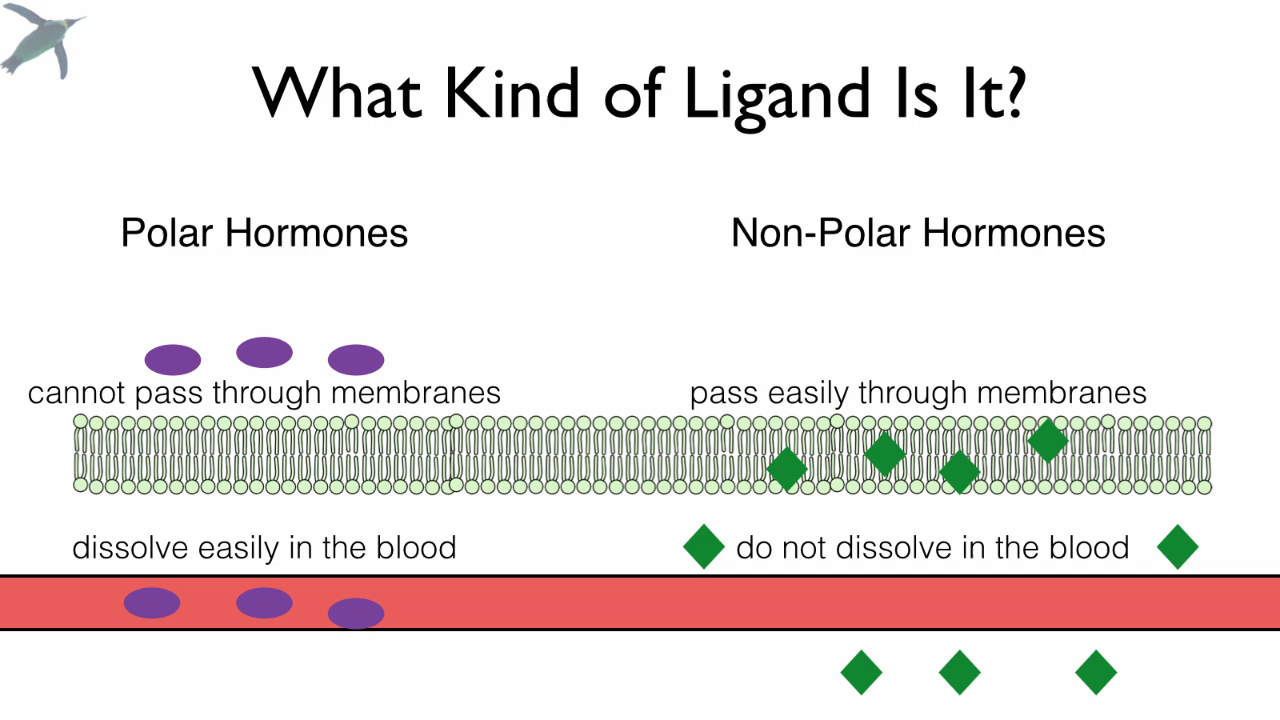 What Kind of Ligand Is It?
Polar Hormones
Non-Polar Hormones
cannot pass through membranes
pass easily through membranes
dissolve easily in the blood
do not dissolve in the blood